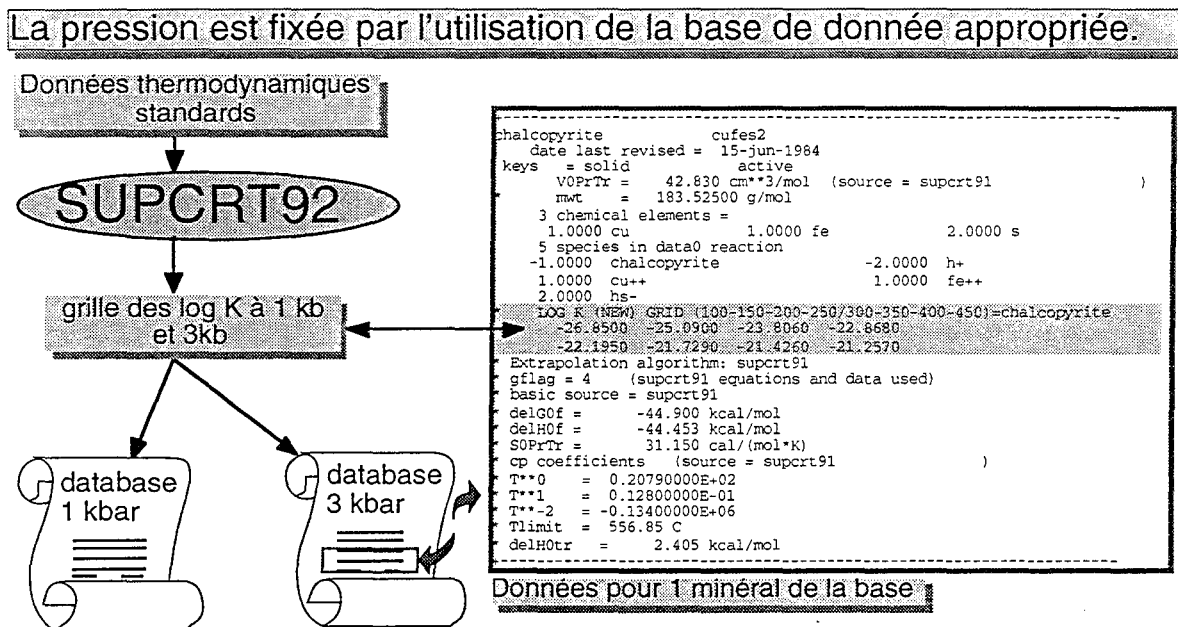 La pression est fixée par l'utilisation de la base de donnée appropriée.
Données thermodynamiques
standards
SUPCRT92
grille des log K à 1 kb
et 3kb
database
1 kbar
database
3 kbar
chalcopyrite cufes2
date last revised = 15-jun-1984
keys = solid active
V0PrTr = 42.830 cm**3/mol (source = supcrt91 )
* mwt = 183.52500 g/mol
3 chemical elements =
1.0000 cu 1.0000 fe 2.0000 s
5 species in data0 reaction
-1.0000 chalcopyrite -2.0000 h+
1.0000 cu++ 1.0000 fe++
2.0000 hs-
* LOG K (NEW) GRID (100-150-200-250/300-350-400-450)=chalcopyrite
-26.8500 -25.0900 -23.8060 -22.8680
-22.1950 -21.7290 -21.4260 -21.2570
* Extrapolation algorithm: supcrt91
* gflag = 4 (supcrt91 equations and data used)
* basic source = supcrt91
* delG0f = -44.900 kcal/mol
* delH0f = -44.453 kcal/mol
* S0PrTr = 31.150 cal/(mol*K)
* cp coefficients (source = supcrt91 )
* T**0 = 0.20790000E+02
* T**1 = 0.12800000E-01
* T**-2 = -0.13400000E+06
* Tlimit = 556.85 C
* delH0tr = 2.405 kcal/mol
Données pour 1 minéral de la base